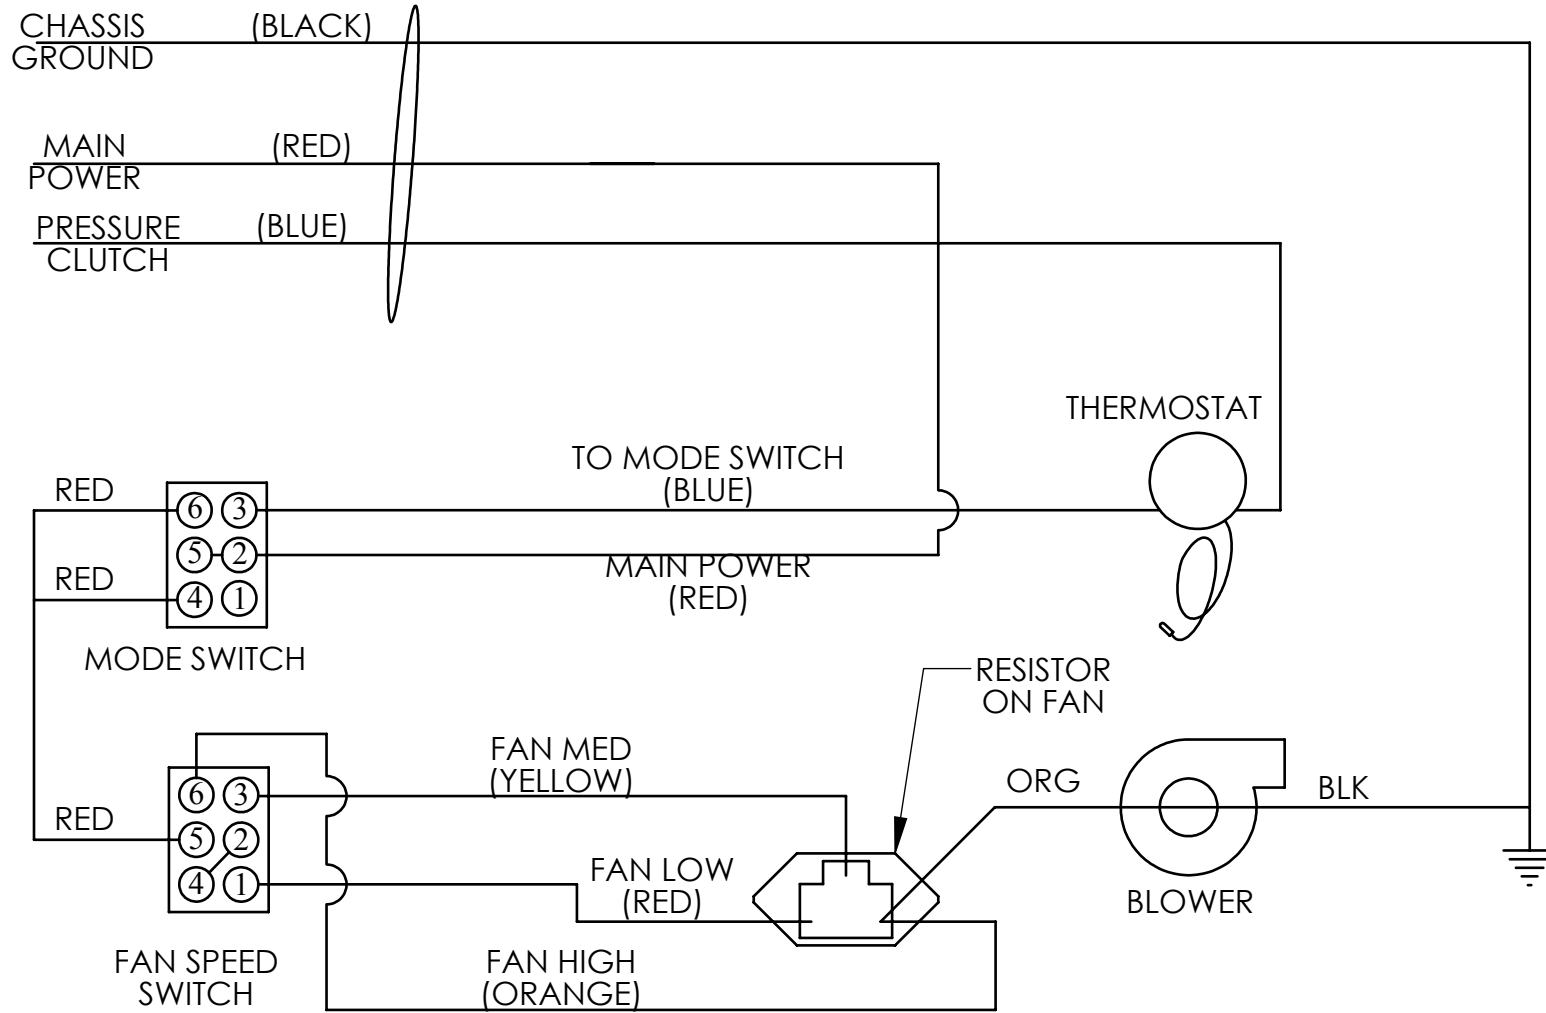 CHASSIS (BLACK)
GROUND
MAIN (RED)
POWER
PRESSURE (BLUE)
CLUTCH
THERMOSTAT
TO MODE SWITCH
(BLUE)
RED
6 3
5 2
MAIN POWER
(RED)
RED
4 1
MODE SWITCH
RESISTOR
ON FAN
FAN MED
(YELLOW)
ORG
BLK
6 3
RED
5 2
4 1
FAN LOW
(RED)
BLOWER
FAN SPEED
SWITCH
FAN HIGH
(ORANGE)